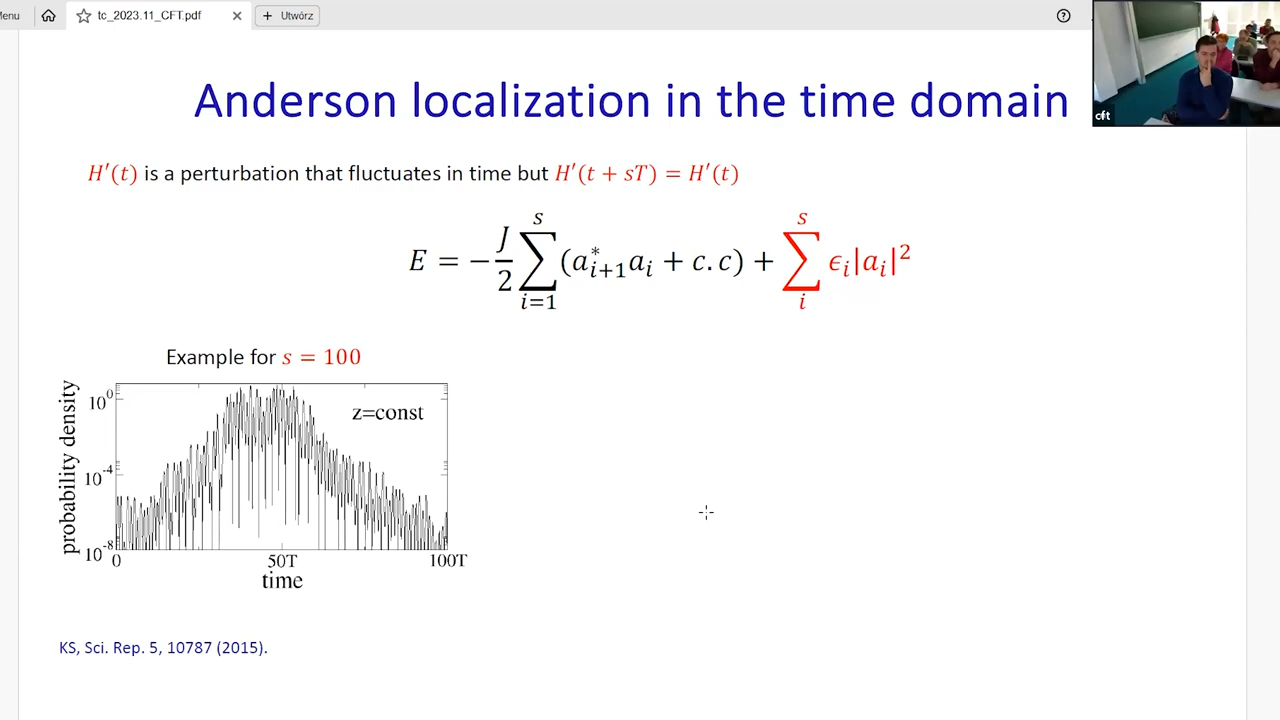 Menu
tc_2023.11_CFT.pdf
Utwórz
cft
Anderson localization in the time domain
H′(t) is a perturbation that fluctuates in time but H′(t + sT) = H′(t)
E = −J/2 ∑_{i=1}^{s} (a*_{i+1}a_i + c.c) + ∑_{i}^{s} ϵ_i|a_i|²
Example for s = 100
probability density
10⁰
10⁻⁴
10⁻⁸
z=const
0 50T 100T
time
KS, Sci. Rep. 5, 10787 (2015).